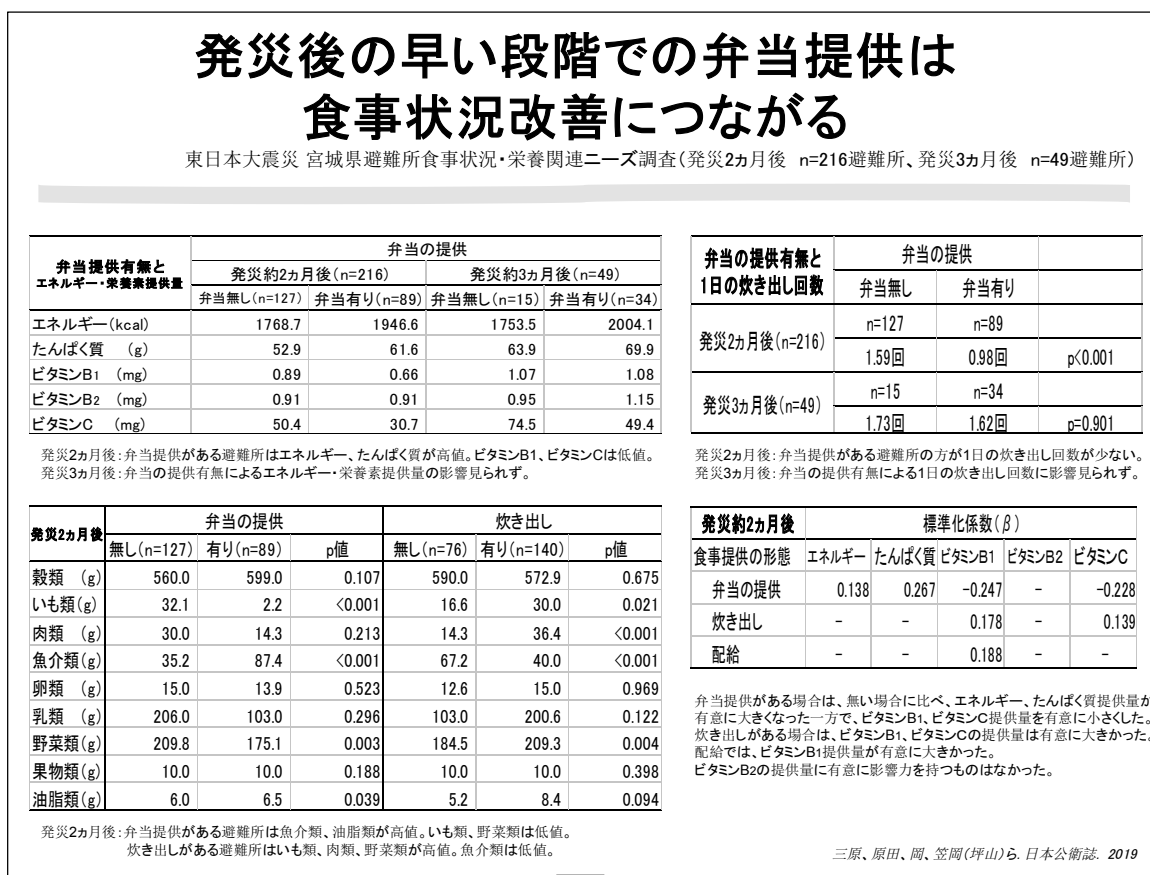 発災後の早い段階での弁当提供は
食事状況改善につながる
東日本大震災 宮城県避難所食事状況・栄養関連ニーズ調査（発災2ヵ月後 n=216避難所、発災3ヵ月後 n=49避難所）
弁当提供有無と
エネルギー・栄養素提供量
弁当の提供
発災約2ヵ月後（n=216） 発災約3ヵ月後（n=49）
弁当無し（n=127） 弁当有り（n=89） 弁当無し（n=15） 弁当有り（n=34）
エネルギー（kcal） 1768.7 1946.6 1753.5 2004.1
たんぱく質 （g） 52.9 61.6 63.9 69.9
ビタミンB1 （mg） 0.89 0.66 1.07 1.08
ビタミンB2 （mg） 0.91 0.91 0.95 1.15
ビタミンC （mg） 50.4 30.7 74.5 49.4
発災2ヵ月後：弁当提供がある避難所はエネルギー、たんぱく質が高値。ビタミンB1、ビタミンCは低値。
発災3ヵ月後：弁当の提供有無によるエネルギー・栄養素提供量の影響見られず。
弁当の提供有無と
1日の炊き出し回数
弁当の提供
弁当無し 弁当有り
発災2ヵ月後（n=216）
n=127 n=89
1.59回 0.98回 p<0.001
発災3ヵ月後（n=49）
n=15 n=34
1.73回 1.62回 p=0.901
発災2ヵ月後：弁当提供がある避難所の方が1日の炊き出し回数が少ない。
発災3ヵ月後：弁当の提供有無による1日の炊き出し回数に影響見られず。
発災2ヵ月後 弁当の提供 炊き出し
無し（n=127） 有り（n=89） p値 無し（n=76） 有り（n=140） p値
穀類 （g） 560.0 599.0 0.107 590.0 572.9 0.675
いも類（g） 32.1 2.2 <0.001 16.6 30.0 0.021
肉類 （g） 30.0 14.3 0.213 14.3 36.4 <0.001
魚介類（g） 35.2 87.4 <0.001 67.2 40.0 <0.001
卵類 （g） 15.0 13.9 0.523 12.6 15.0 0.969
乳類 （g） 206.0 103.0 0.296 103.0 200.6 0.122
野菜類（g） 209.8 175.1 0.003 184.5 209.3 0.004
果物類（g） 10.0 10.0 0.188 10.0 10.0 0.398
油脂類（g） 6.0 6.5 0.039 5.2 8.4 0.094
発災2ヵ月後：弁当提供がある避難所は魚介類、油脂類が高値。いも類、野菜類は低値。
炊き出しがある避難所はいも類、肉類、野菜類が高値。魚介類は低値。
発災約2ヵ月後 標準化係数（β）
食事提供の形態 エネルギー たんぱく質 ビタミンB1 ビタミンB2 ビタミンC
弁当の提供 0.138 0.267 -0.247 - -0.228
炊き出し - - 0.178 - 0.139
配給 - - 0.188 - -
弁当提供がある場合は、無い場合に比べ、エネルギー、たんぱく質提供量が
有意に大きくなった一方で、ビタミンB1、ビタミンC提供量を有意に小さくした。
炊き出しがある場合は、ビタミンB1、ビタミンCの提供量は有意に大きかった。
配給では、ビタミンB1提供量が有意に大きかった。
ビタミンB2の提供量に有意に影響力を持つものはなかった。
三原、原田、岡、笠岡（坪山）ら. 日本公衛誌. 2019